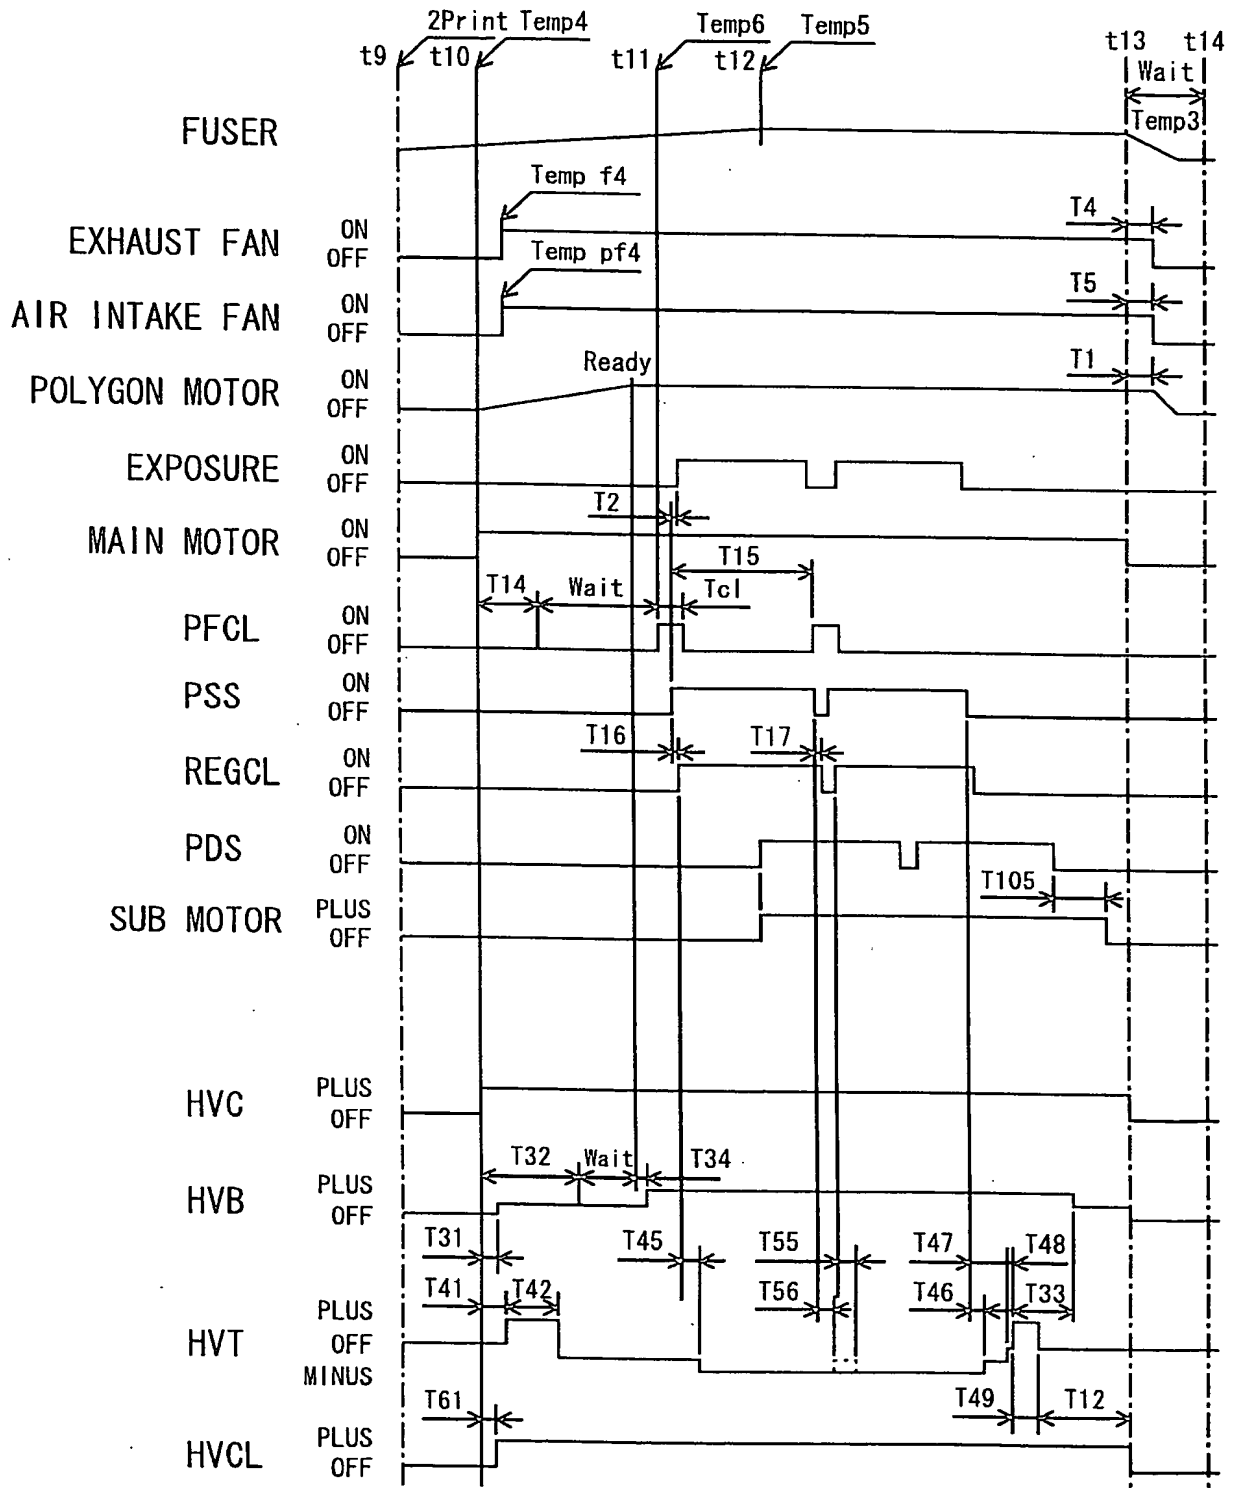 2Print Temp4 Temp6 Temp5
t9 t10 t11 t12 t13 t14
Wait
FUSER Temp3
Temp f4
EXHAUST FAN ON OFF T4
Temp pf4
AIR INTAKE FAN ON OFF T5
Ready
POLYGON MOTOR ON OFF T1
EXPOSURE ON OFF
T2
MAIN MOTOR ON OFF
T15
T14 Wait Tcl
PFCL ON OFF
PSS ON OFF
T16 T17
REGCL ON OFF
PDS ON OFF
T105
SUB MOTOR PLUS OFF
HVC PLUS OFF
T32 Wait T34
HVB PLUS OFF
T31 T45 T55 T47 T48
T41 T42 T56 T46 T33
HVT PLUS OFF MINUS
T61 T49 T12
HVCL PLUS OFF